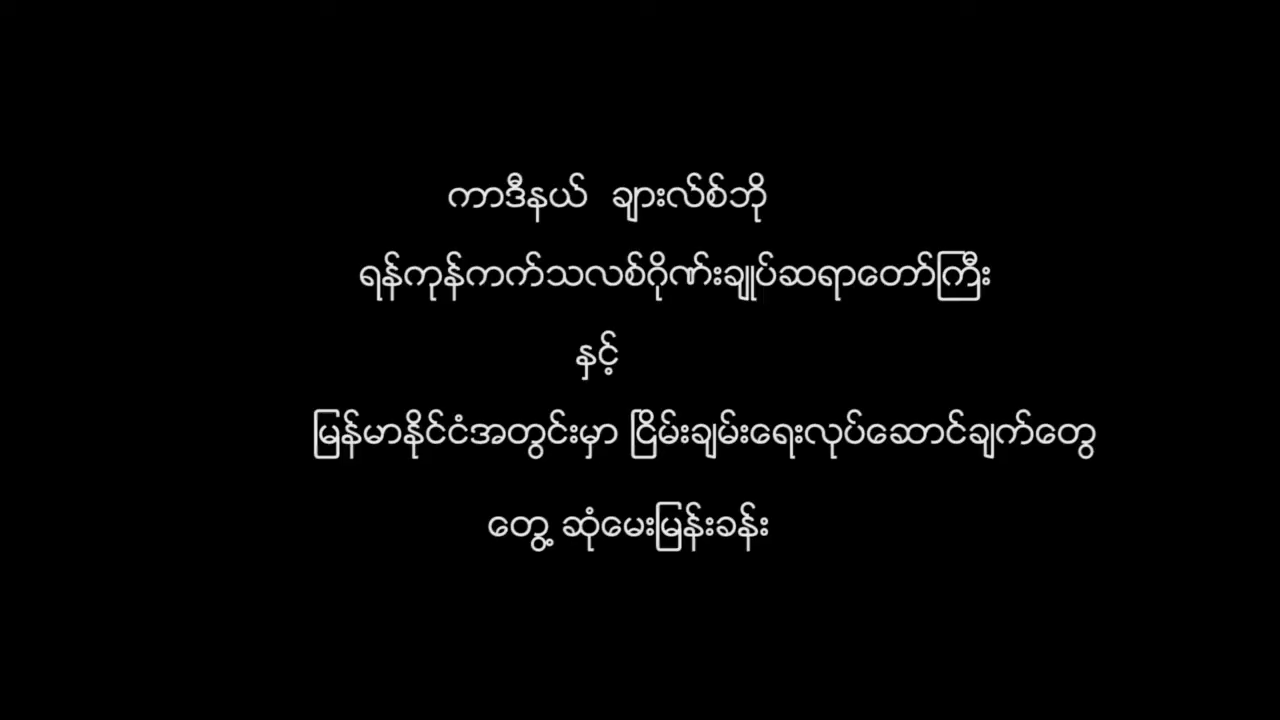 ကာဒီနယ် ချားလ်စ်ဘို
ရန်ကုန်ကက်သလစ်ဂိုဏ်းချုပ်ဆရာတော်ကြီး
နှင့်
မြန်မာနိုင်ငံအတွင်းမှာ ငြိမ်းချမ်းရေးလုပ်ဆောင်ချက်တွေ
တွေ့ ဆုံမေးမြန်းခန်း